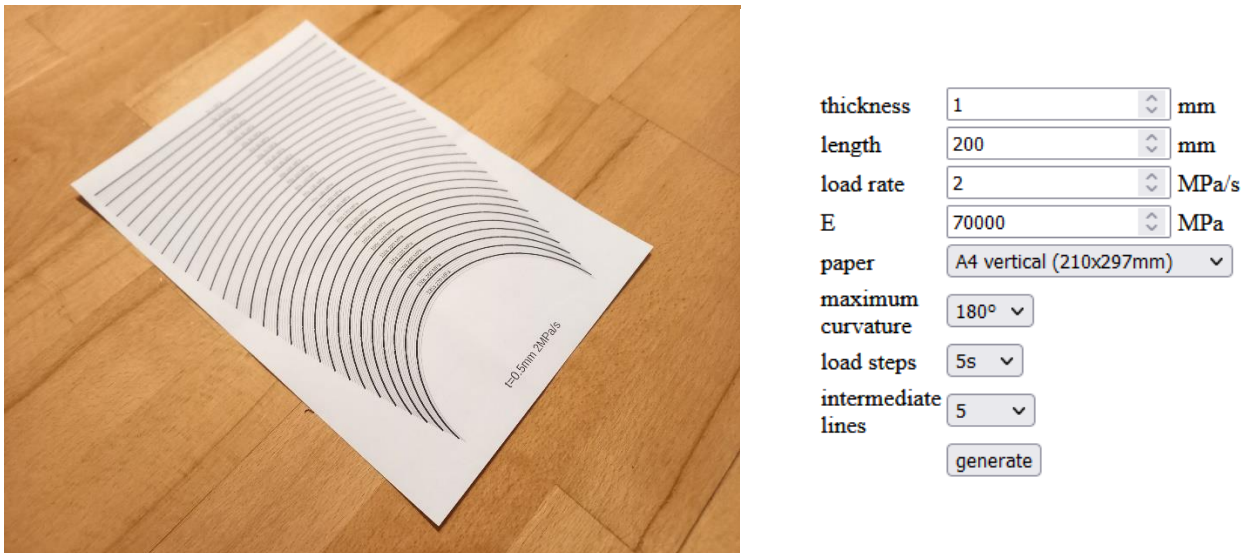 t=0.5mm 2MPa/s
thickness 1 mm
length 200 mm
load rate 2 MPa/s
E 70000 MPa
paper A4 vertical (210x297mm)
maximum curvature 180º
load steps 5s
intermediate lines 5
generate